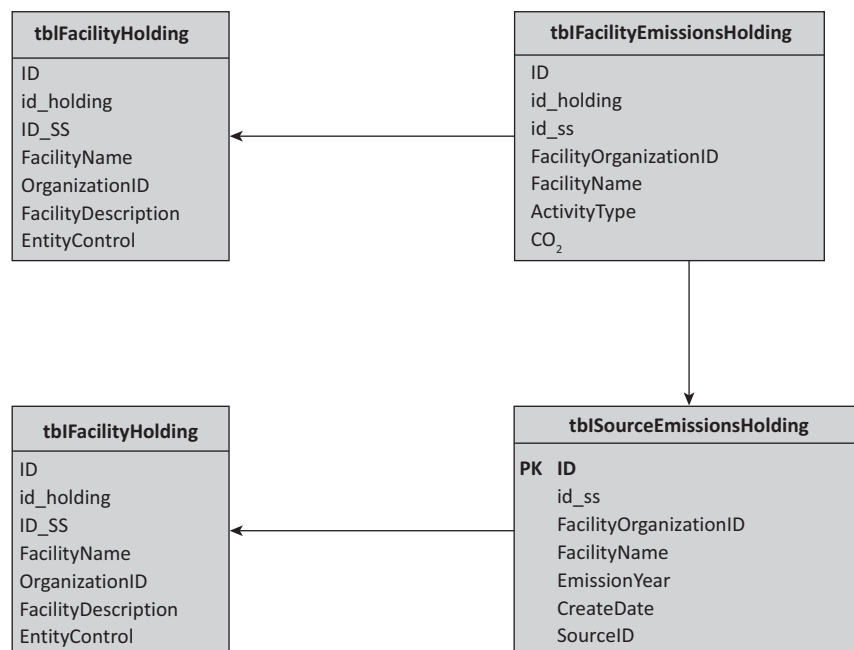 tblFacilityHolding
ID
id_holding
ID_SS
FacilityName
OrganizationID
FacilityDescription
EntityControl
tblFacilityEmissionsHolding
ID
id_holding
id_ss
FacilityOrganizationID
FacilityName
ActivityType
CO₂
tblFacilityHolding
ID
id_holding
ID_SS
FacilityName
OrganizationID
FacilityDescription
EntityControl
tblSourceEmissionsHolding
PK ID
id_ss
FacilityOrganizationID
FacilityName
EmissionYear
CreateDate
SourceID